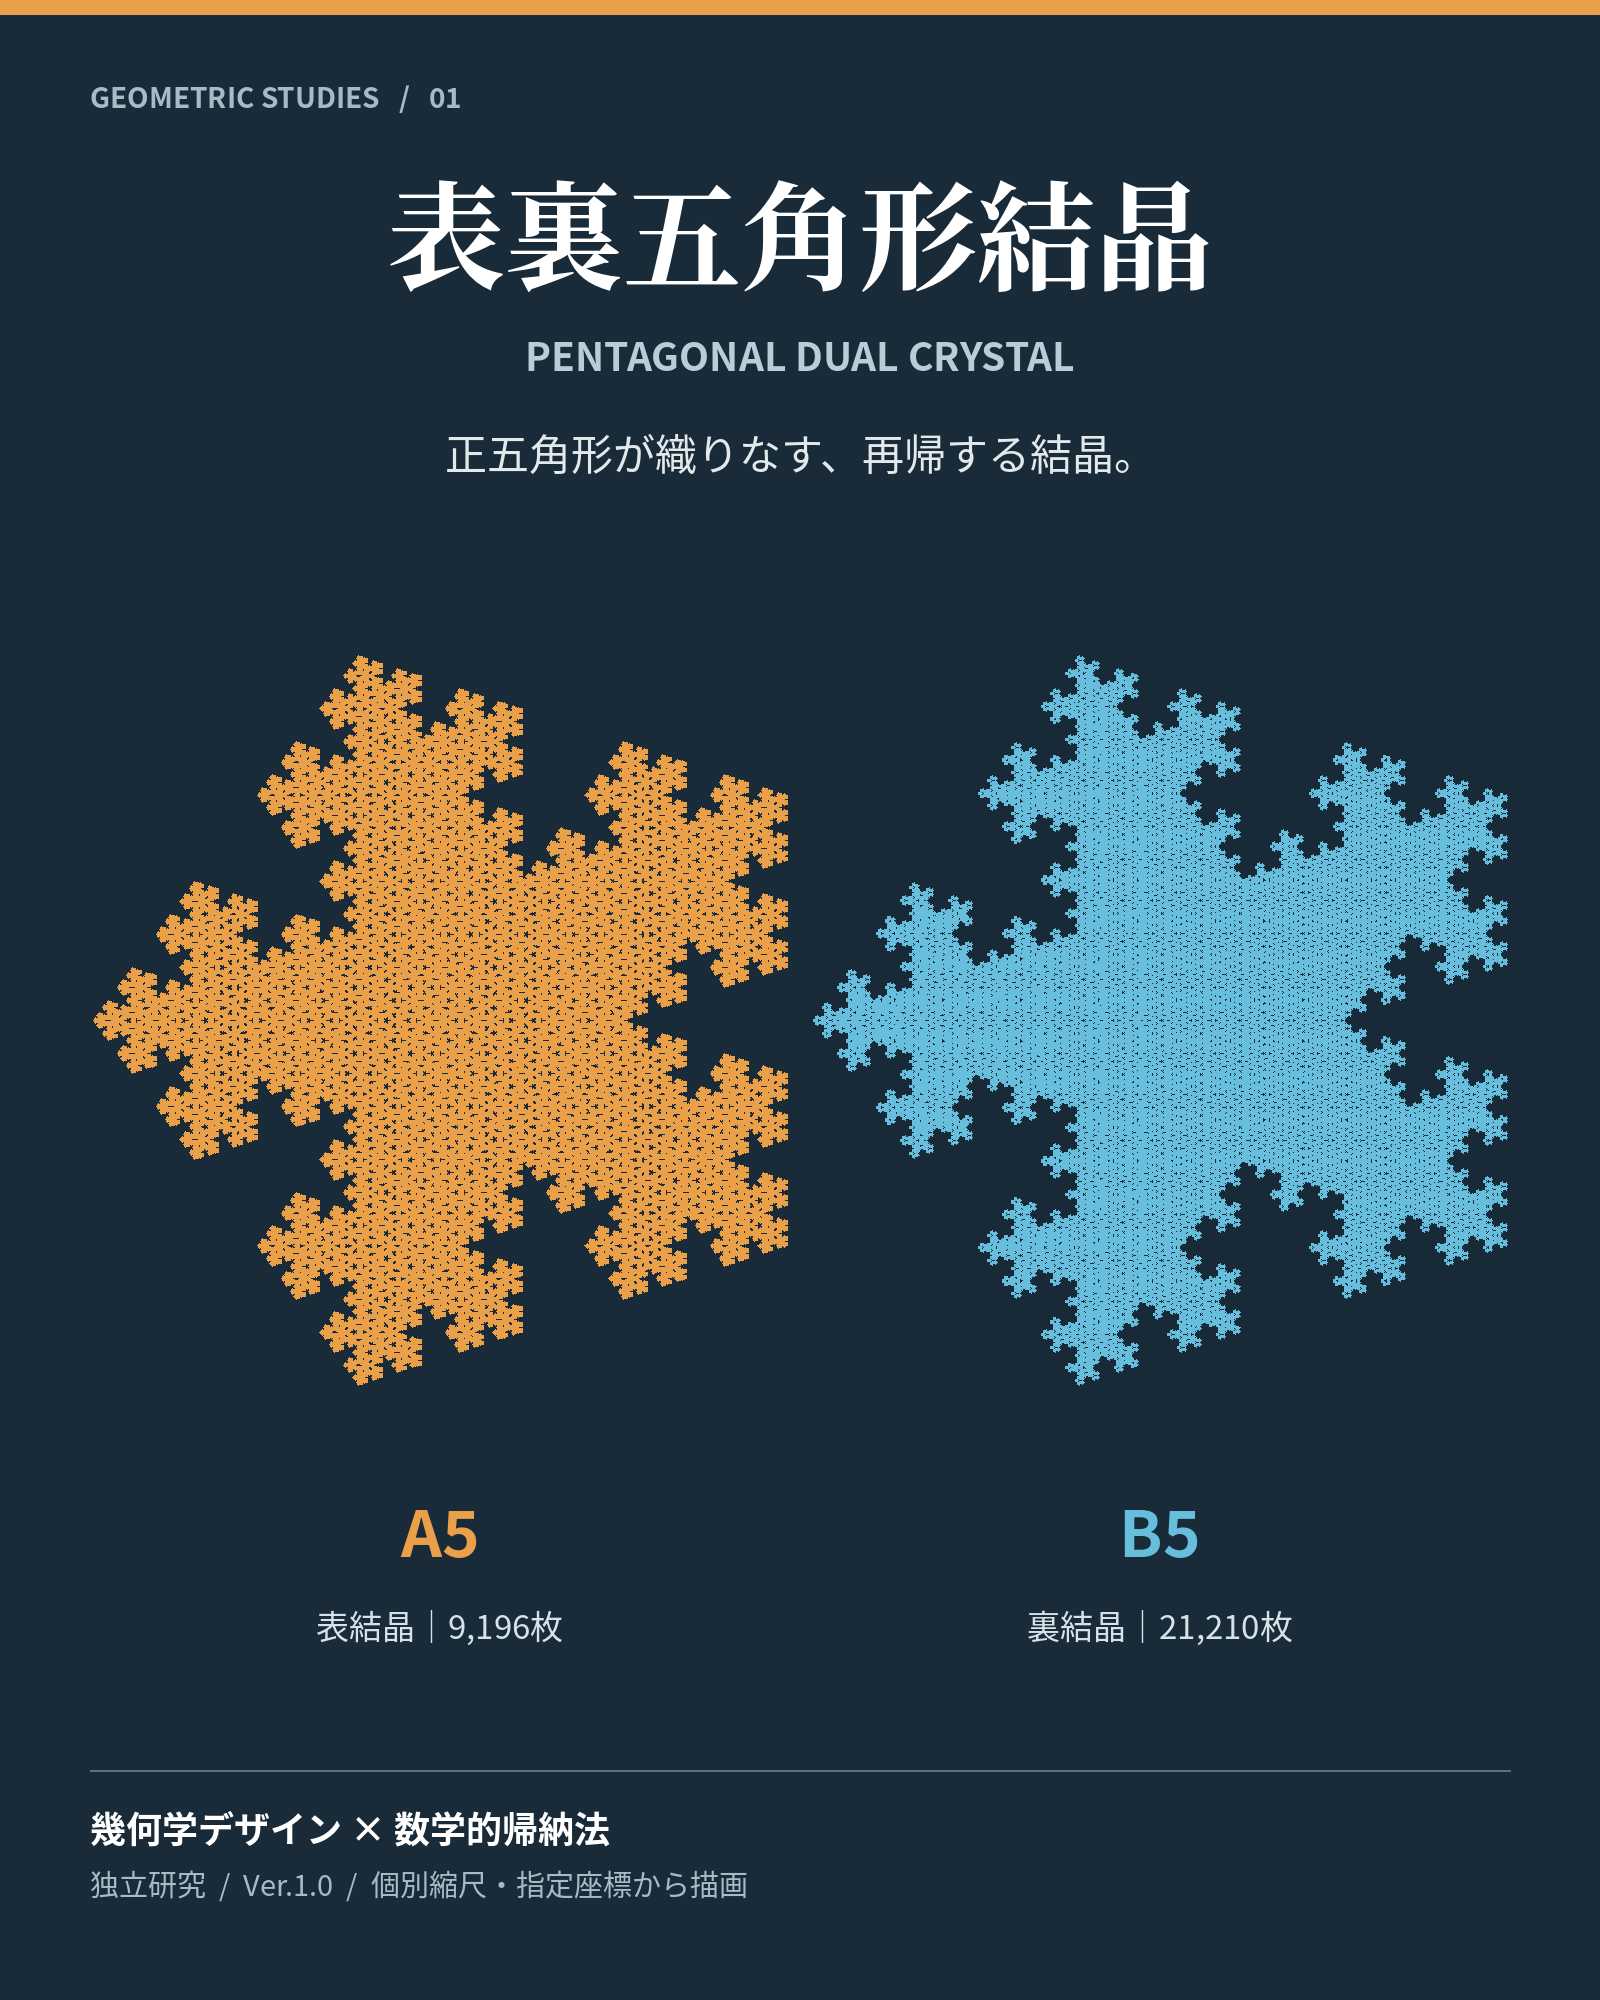 GEOMETRIC STUDIES / 01
表裏五角形結晶
PENTAGONAL DUAL CRYSTAL
正五角形が織りなす、再帰する結晶。
A5
表結晶｜9,196枚
B5
裏結晶｜21,210枚
幾何学デザイン × 数学的帰納法
独立研究 / Ver.1.0 / 個別縮尺・指定座標から描画